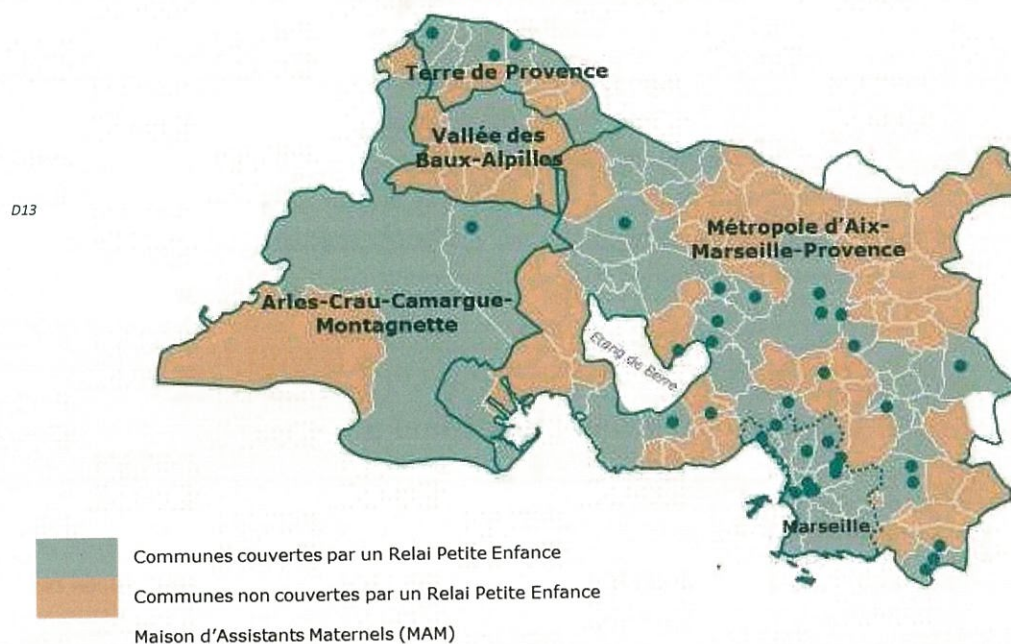 Terre de Provence
Vallée des
Baux-Alpilles
D13
Métropole d'Aix-
Marseille-Provence
Arles-Crau-Camargue-
Montagnette
Etang de Berre
Marseille
Communes couvertes par un Relai Petite Enfance
Communes non couvertes par un Relai Petite Enfance
Maison d'Assistants Maternels (MAM)